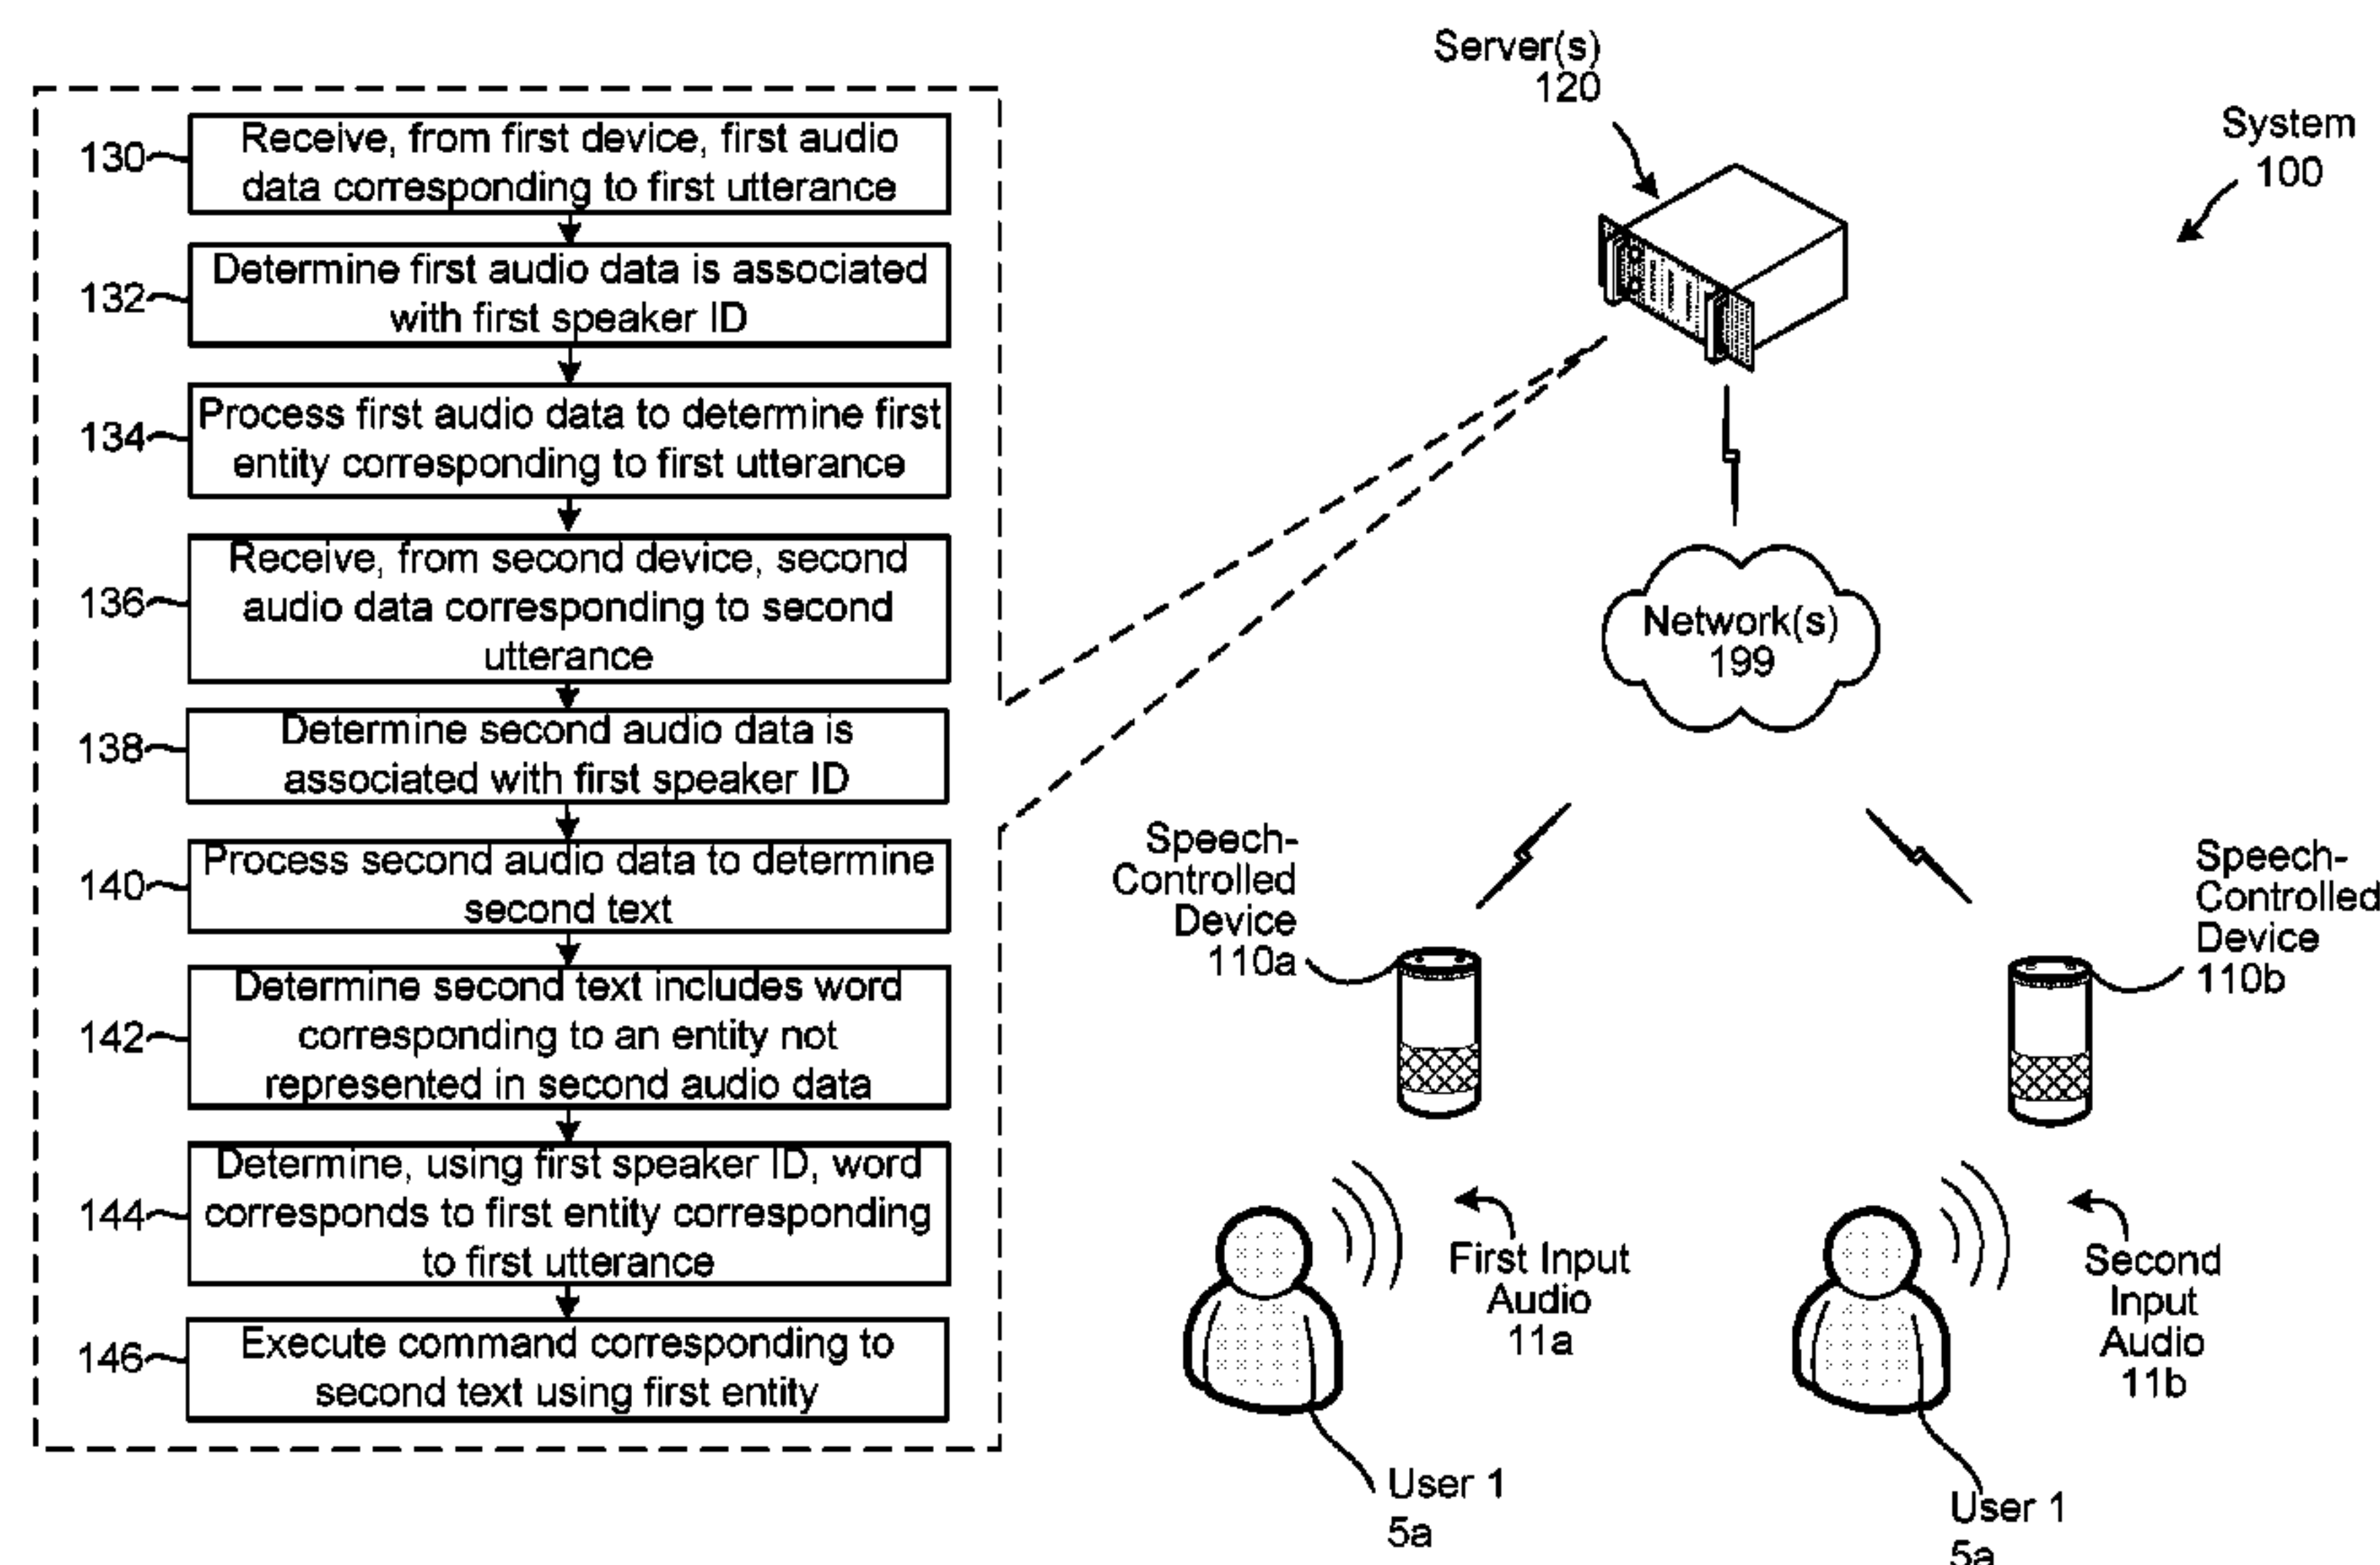 130
Receive, from first device, first audio
data corresponding to first utterance
132
Determine first audio data is associated
with first speaker ID
134
Process first audio data to determine first
entity corresponding to first utterance
136
Receive, from second device, second
audio data corresponding to second
utterance
138
Determine second audio data is
associated with first speaker ID
140
Process second audio data to determine
second text
142
Determine second text includes word
corresponding to an entity not
represented in second audio data
144
Determine, using first speaker ID, word
corresponds to first entity corresponding
to first utterance
146
Execute command corresponding to
second text using first entity
Server(s)
120
System
100
Network(s)
199
Speech-
Controlled
Device
110a
Speech-
Controlled
Device
110b
First Input
Audio
11a
Second
Input
Audio
11b
User 1
5a
User 1
5a